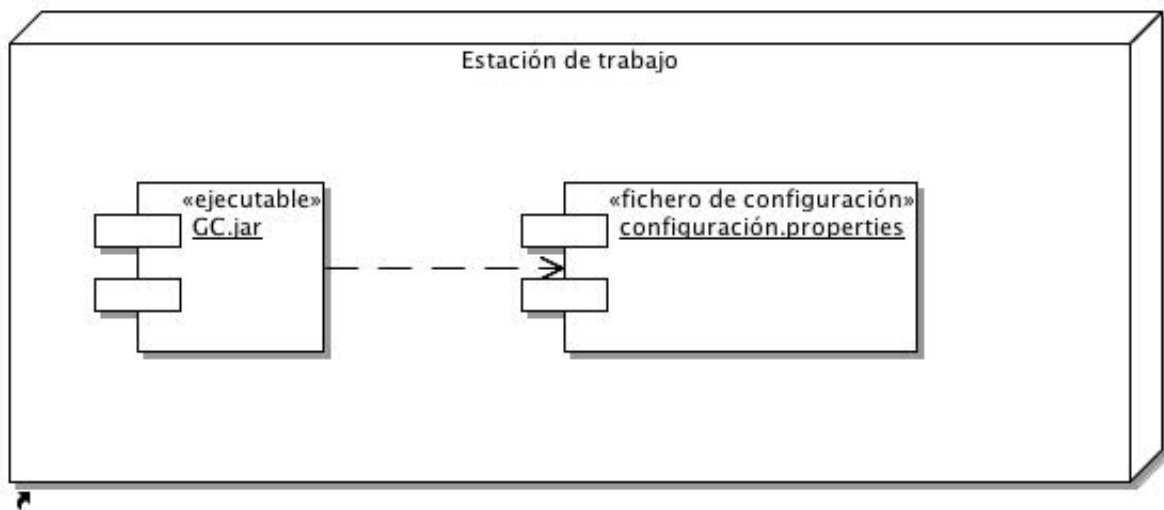 Estación de trabajo
«ejecutable»
GC.jar
«fichero de configuración»
configuración.properties